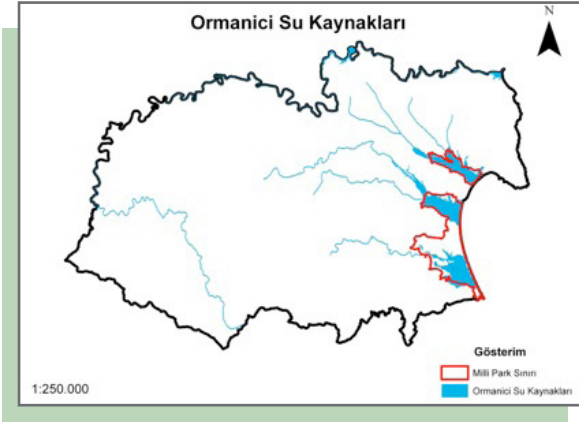 Ormanici Su Kaynakları
N
Gösterim
Milli Park Sınırı
Ormanici Su Kaynakları
1:250.000